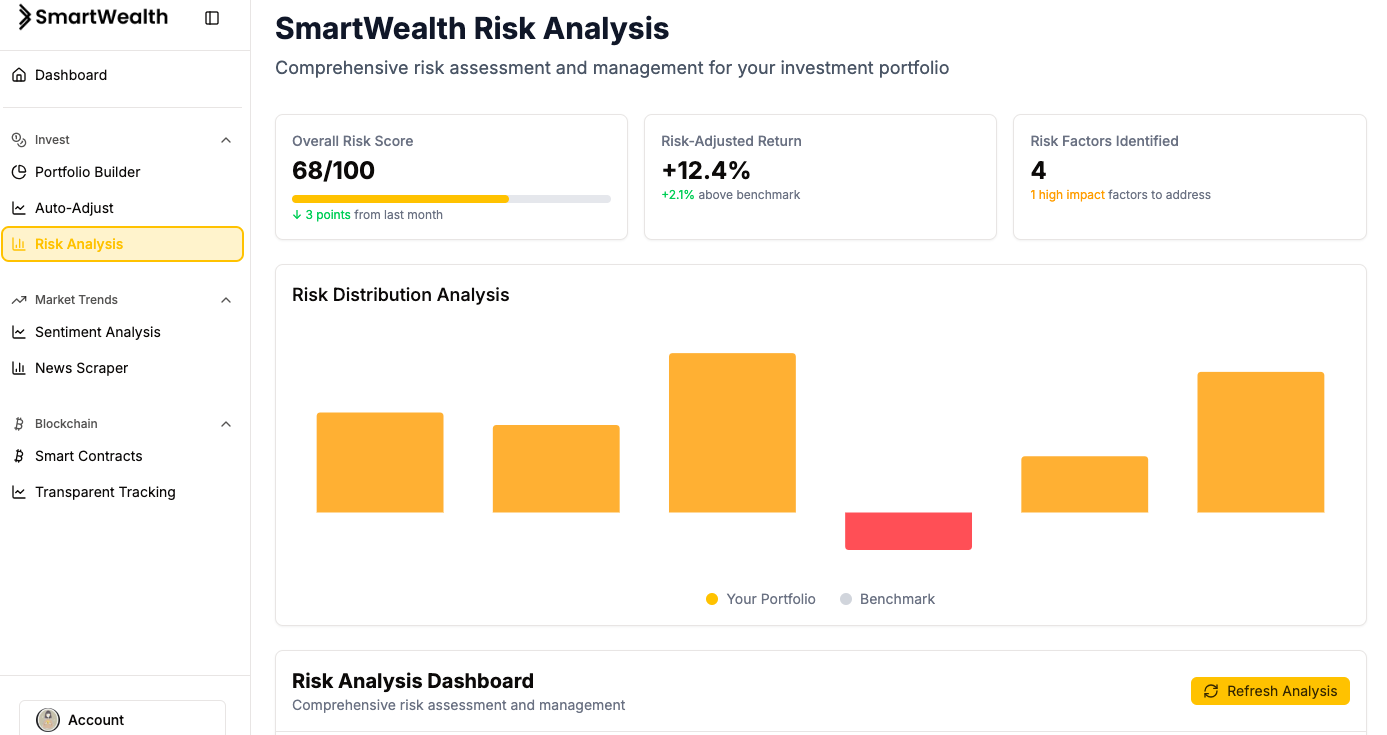 SmartWealth
Dashboard
Invest
Portfolio Builder
Auto-Adjust
Risk Analysis
Market Trends
Sentiment Analysis
News Scraper
Blockchain
Smart Contracts
Transparent Tracking
Account
SmartWealth Risk Analysis
Comprehensive risk assessment and management for your investment portfolio
Overall Risk Score
68/100
↓ 3 points from last month
Risk-Adjusted Return
+12.4%
+2.1% above benchmark
Risk Factors Identified
4
1 high impact factors to address
Risk Distribution Analysis
Your Portfolio
Benchmark
Risk Analysis Dashboard
Comprehensive risk assessment and management
Refresh Analysis